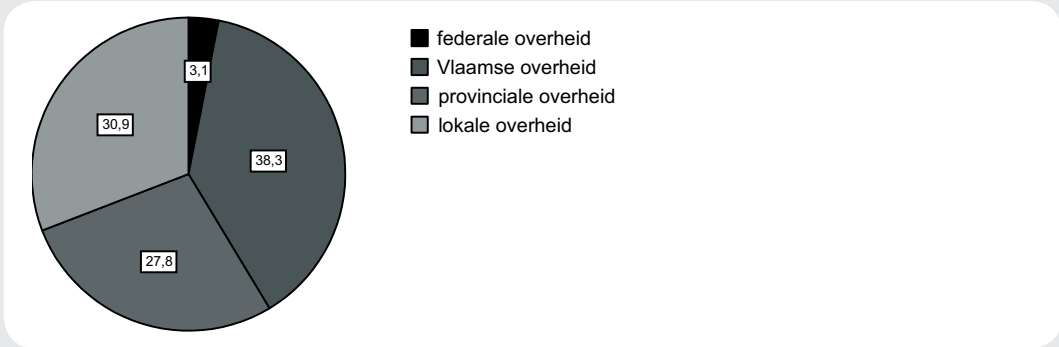 federale overheid
Vlaamse overheid
provinciale overheid
lokale overheid
3,1
38,3
27,8
30,9